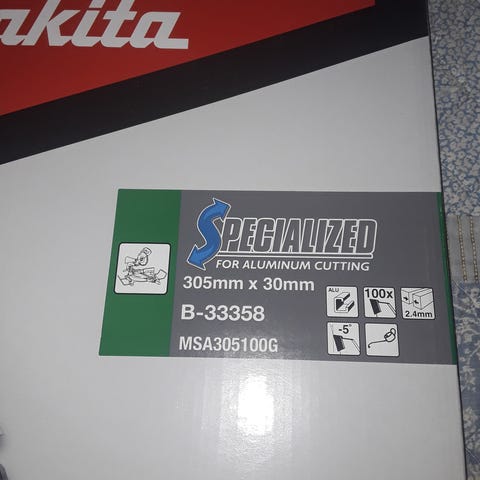 akita
SPECIALIZED
FOR ALUMINUM CUTTING
305mm x 30mm
B-33358
MSA305100G
ALU
100x
2.4mm
-5°